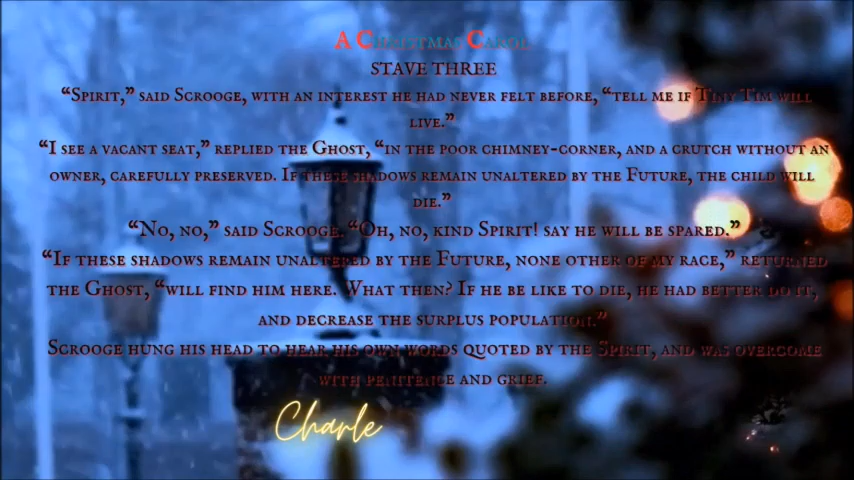 A Christmas Carol
STAVE THREE
“Spirit,” said Scrooge, with an interest he had never felt before, “tell me if Tiny Tim will
live.”
“I see a vacant seat,” replied the Ghost, “in the poor chimney-corner, and a crutch without an
owner, carefully preserved. If these shadows remain unaltered by the Future, the child will
die.”
“No, no,” said Scrooge. “Oh, no, kind Spirit! say he will be spared.”
“If these shadows remain unaltered by the Future, none other of my race,” returned
the Ghost, “will find him here. What then? If he be like to die, he had better do it,
and decrease the surplus population.”
Scrooge hung his head to hear his own words quoted by the Spirit, and was overcome
with penitence and grief.
Charle